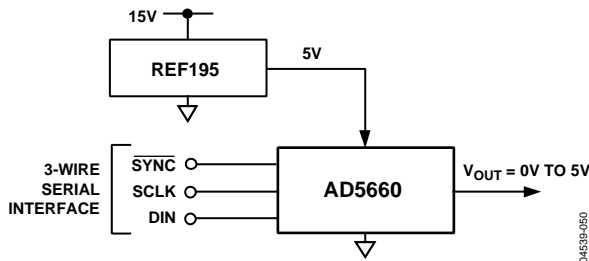 15V
REF195
5V
3-WIRE
SERIAL
INTERFACE
SYNC
SCLK
DIN
AD5660
VOUT = 0V TO 5V
04539-050